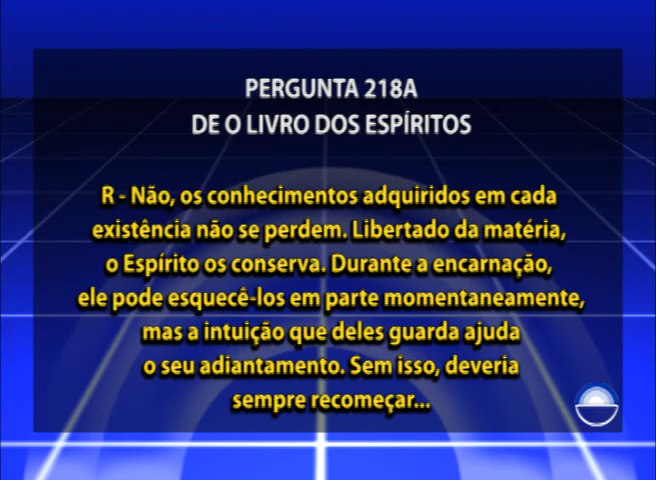 PERGUNTA 218A
DE O LIVRO DOS ESPÍRITOS
R - Não, os conhecimentos adquiridos em cada
existência não se perdem. Libertado da matéria,
o Espírito os conserva. Durante a encarnação,
ele pode esquecê-los em parte momentaneamente,
mas a intuição que deles guarda ajuda
o seu adiantamento. Sem isso, deveria
sempre recomeçar...